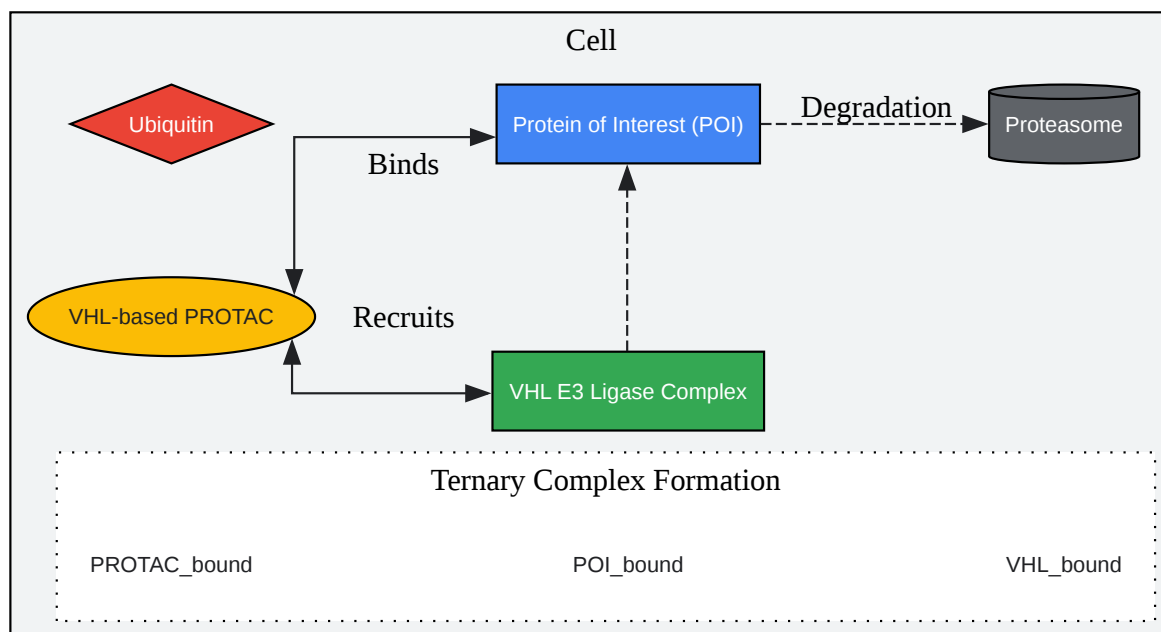 Cell
Ubiquitin
Protein of Interest (POI)
Degradation
Proteasome
Binds
VHL-based PROTAC
Recruits
VHL E3 Ligase Complex
Ternary Complex Formation
PROTAC_bound
POI_bound
VHL_bound